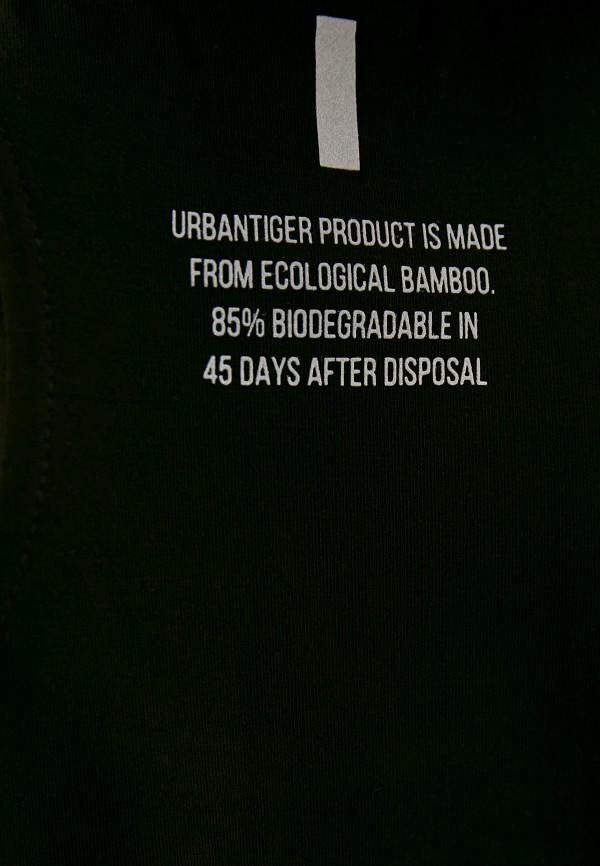 URBANTIGER PRODUCT IS MADE
FROM ECOLOGICAL BAMBOO.
85% BIODEGRADABLE IN
45 DAYS AFTER DISPOSAL